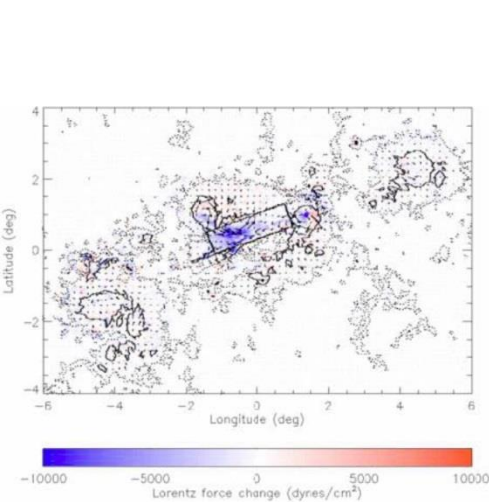 4
2
0
−2
−4
Latitude (deg)
−6 −4 −2 0 2 4 6
Longitude (deg)
−10000 −5000 0 5000 10000
Lorentz force change (dynes/cm²)